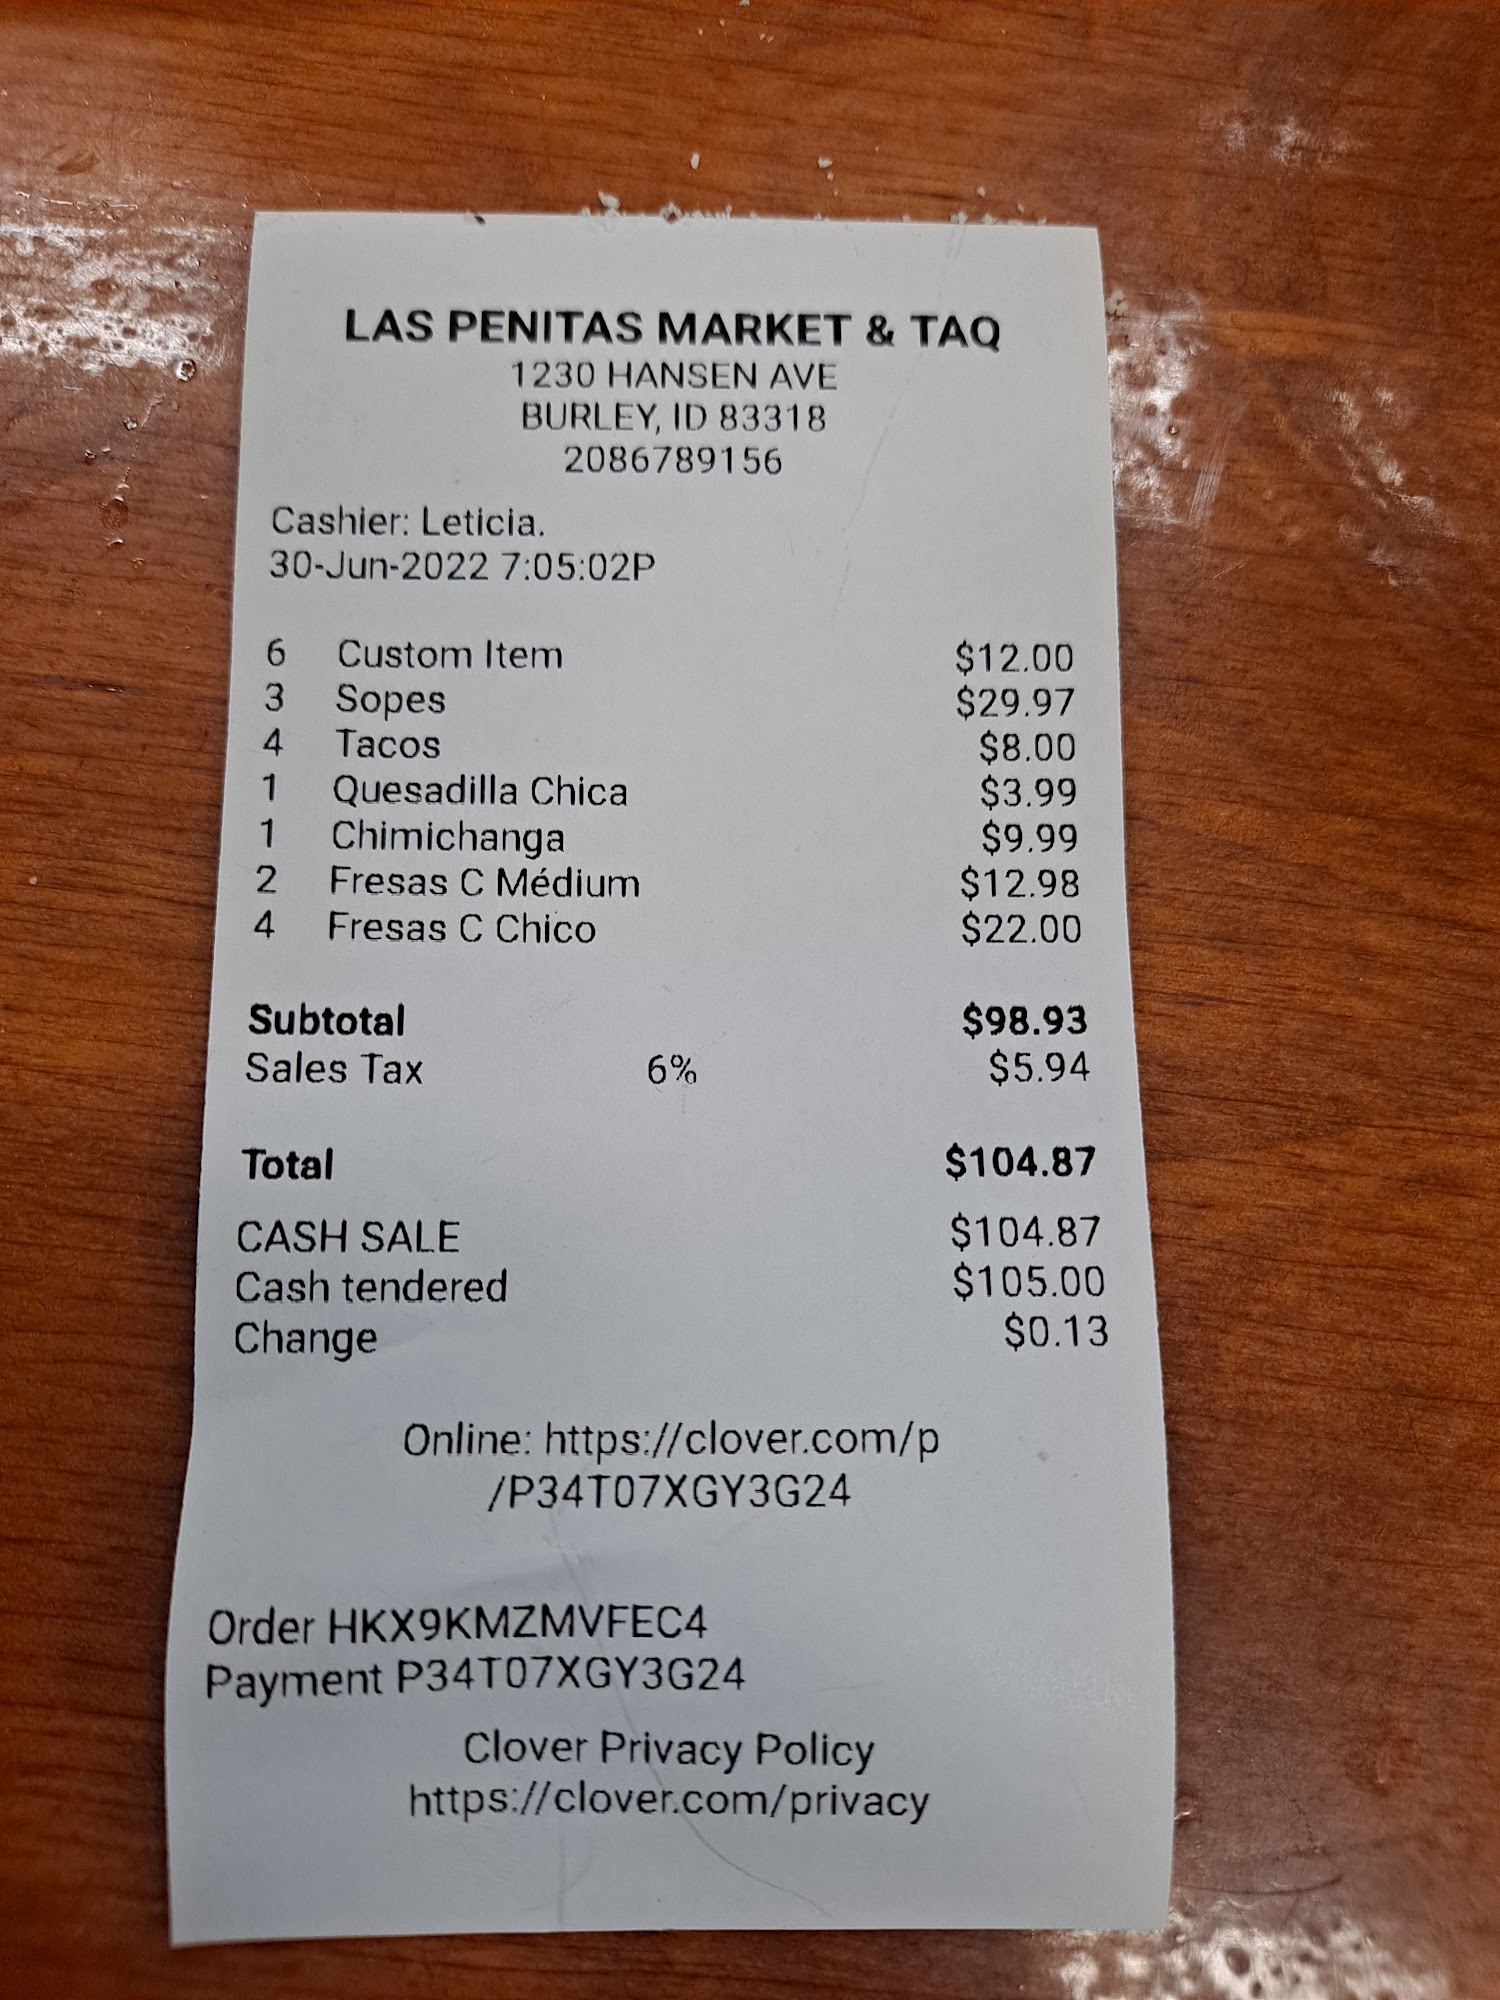 LAS PENITAS MARKET & TAQ
1230 HANSEN AVE
BURLEY, ID 83318
2086789156
Cashier: Leticia.
30-Jun-2022 7:05:02P
6 Custom Item $12.00
3 Sopes $29.97
4 Tacos $8.00
1 Quesadilla Chica $3.99
1 Chimichanga $9.99
2 Fresas C Médium $12.98
4 Fresas C Chico $22.00
Subtotal $98.93
Sales Tax 6% $5.94
Total $104.87
CASH SALE $104.87
Cash tendered $105.00
Change $0.13
Online: https://clover.com/p
/P34T07XGY3G24
Order HKX9KMZMVFEC4
Payment P34T07XGY3G24
Clover Privacy Policy
https://clover.com/privacy